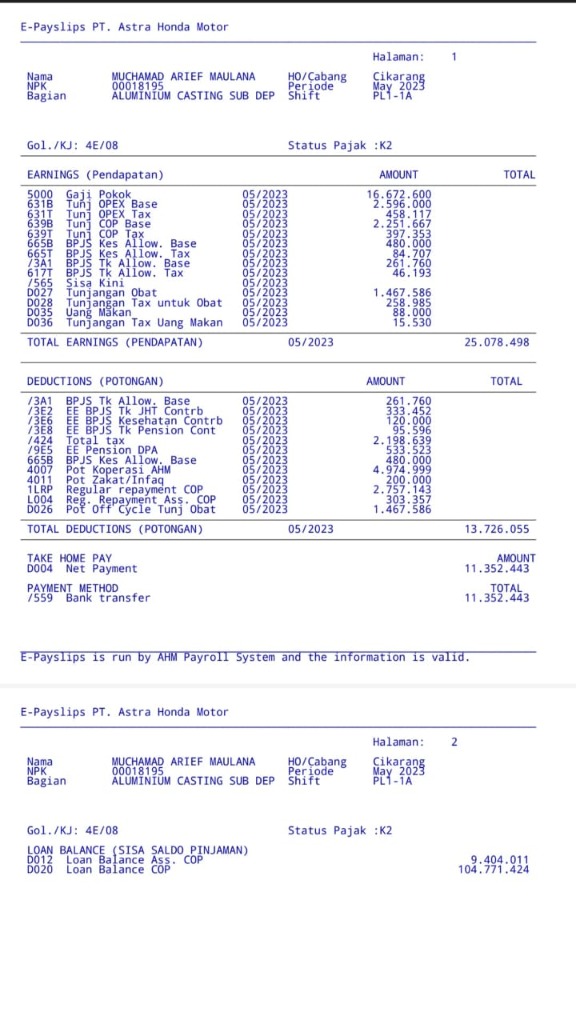 E-Payslips PT. Astra Honda Motor
Halaman: 1
Nama MUCHAMAD ARIEF MAULANA HO/Cabang Cikarang
NPK 00018195 Periode May 2023
Bagian ALUMINIUM CASTING SUB DEP Shift PL1-1A
Gol./KJ: 4E/08 Status Pajak :K2
EARNINGS (Pendapatan) AMOUNT TOTAL
5000 Gaji Pokok 05/2023 16.672.600
631B Tunj OPEX Base 05/2023 2.596.000
631T Tunj OPEX Tax 05/2023 458.117
639B Tunj COP Base 05/2023 2.251.667
639T Tunj COP Tax 05/2023 397.353
665B BPJS Kes Allow. Base 05/2023 480.000
665T BPJS Kes Allow. Tax 05/2023 84.707
/3A1 BPJS Tk Allow. Base 05/2023 261.760
617T BPJS Tk Allow. Tax 05/2023 46.193
/565 Sisa Kini 05/2023
D027 Tunjangan Obat 05/2023 1.467.586
D028 Tunjangan Tax untuk Obat 05/2023 258.985
D035 Uang Makan 05/2023 88.000
D036 Tunjangan Tax Uang Makan 05/2023 15.530
TOTAL EARNINGS (PENDAPATAN) 05/2023 25.078.498
DEDUCTIONS (POTONGAN) AMOUNT TOTAL
/3A1 BPJS Tk Allow. Base 05/2023 261.760
/3E2 EE BPJS Tk JHT Contrb 05/2023 333.452
/3E6 EE BPJS Kesehatan Contrb 05/2023 120.000
/3E8 EE BPJS Tk Pension Cont 05/2023 95.596
/424 Total tax 05/2023 2.198.639
/9E5 EE Pension DPA 05/2023 533.523
665B BPJS Kes Allow. Base 05/2023 480.000
4007 Pot Koperasi AHM 05/2023 4.974.999
4011 Pot Zakat/Infaq 05/2023 200.000
1LRP Regular repayment COP 05/2023 2.757.143
L004 Reg. Repayment Ass. COP 05/2023 303.357
D026 Pot Off Cycle Tunj Obat 05/2023 1.467.586
TOTAL DEDUCTIONS (POTONGAN) 05/2023 13.726.055
TAKE HOME PAY AMOUNT
D004 Net Payment 11.352.443
PAYMENT METHOD TOTAL
/559 Bank transfer 11.352.443
E-Payslips is run by AHM Payroll System and the information is valid.
E-Payslips PT. Astra Honda Motor
Halaman: 2
Nama MUCHAMAD ARIEF MAULANA HO/Cabang Cikarang
NPK 00018195 Periode May 2023
Bagian ALUMINIUM CASTING SUB DEP Shift PL1-1A
Gol./KJ: 4E/08 Status Pajak :K2
LOAN BALANCE (SISA SALDO PINJAMAN)
D012 Loan Balance Ass. COP 9.404.011
D020 Loan Balance COP 104.771.424